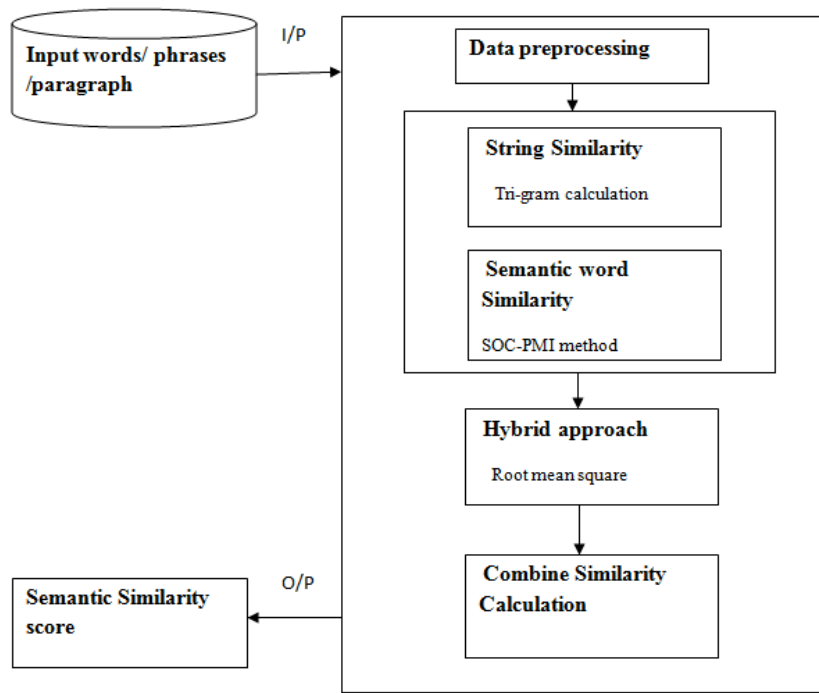 Input words/ phrases
/paragraph
I/P
Data preprocessing
String Similarity
Tri-gram calculation
Semantic word
Similarity
SOC-PMI method
Hybrid approach
Root mean square
Combine Similarity
Calculation
O/P
Semantic Similarity
score